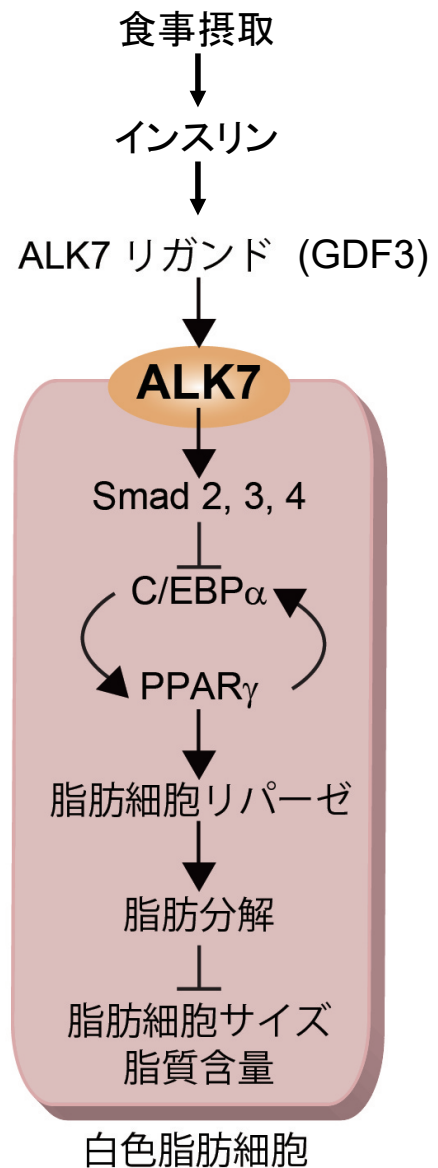 食事摂取
インスリン
ALK7 リガンド (GDF3)
ALK7
Smad 2, 3, 4
C/EBPα
PPARγ
脂肪細胞リパーゼ
脂肪分解
脂肪細胞サイズ
脂質含量
白色脂肪細胞